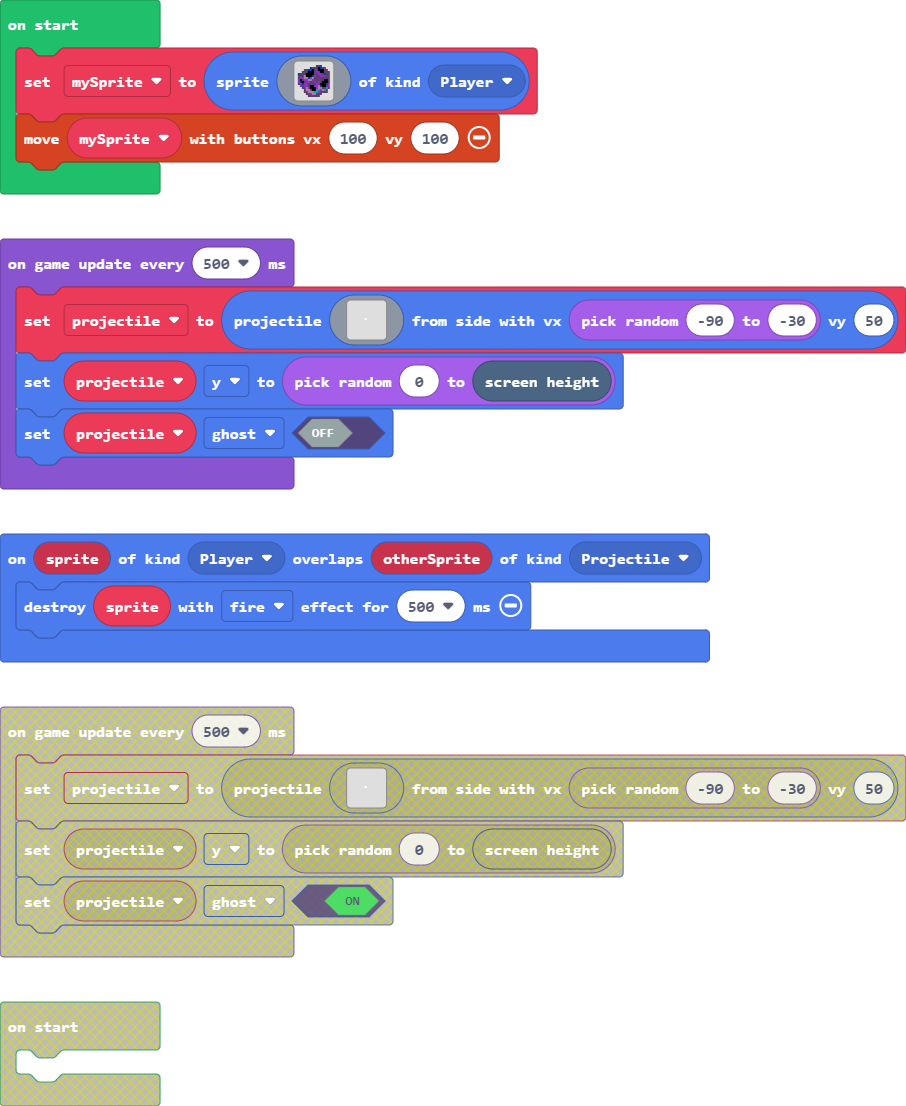 on start
set mySprite to sprite of kind Player
move mySprite with buttons vx 100 vy 100
on game update every 500 ms
set projectile to projectile from side with vx pick random -90 to -30 vy 50
set projectile y to pick random 0 to screen height
set projectile ghost OFF
on sprite of kind Player overlaps otherSprite of kind Projectile
destroy sprite with fire effect for 500 ms
on game update every 500 ms
set projectile to projectile from side with vx pick random -90 to -30 vy 50
set projectile y to pick random 0 to screen height
set projectile ghost ON
on start